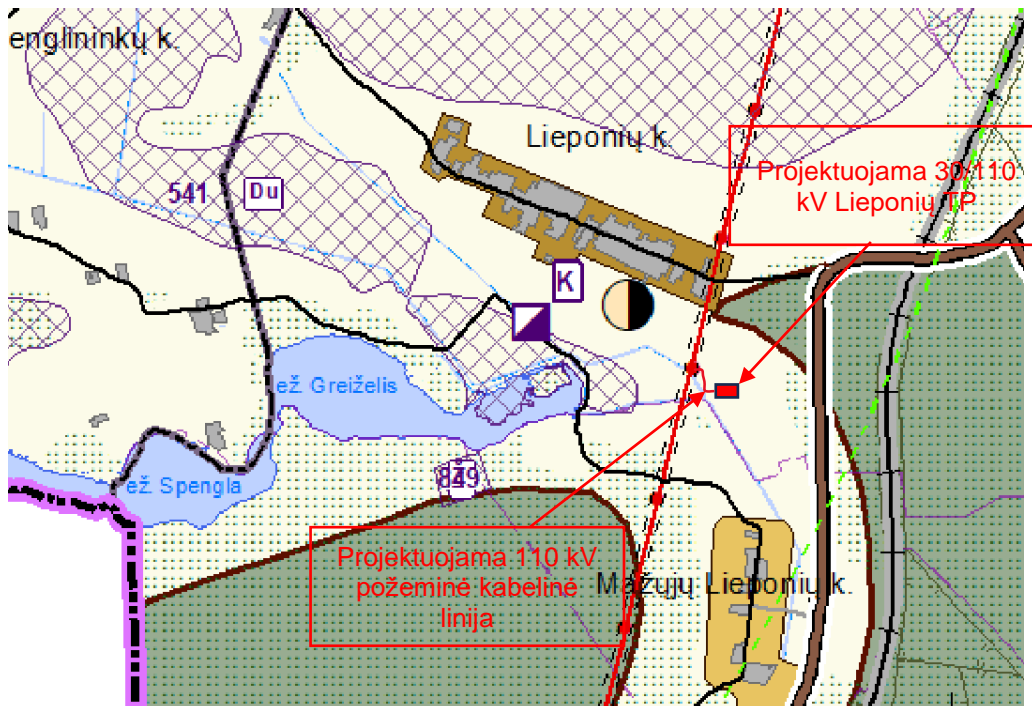 englininkų k.
Lieponių k.
Projektuojama 30/110
kV Lieponių TP
541
Du
K
ež. Greiželis
ež. Spengla
Projektuojama 110 kV
požeminė kabelinė
linija
Mažųjų Lieponių k.